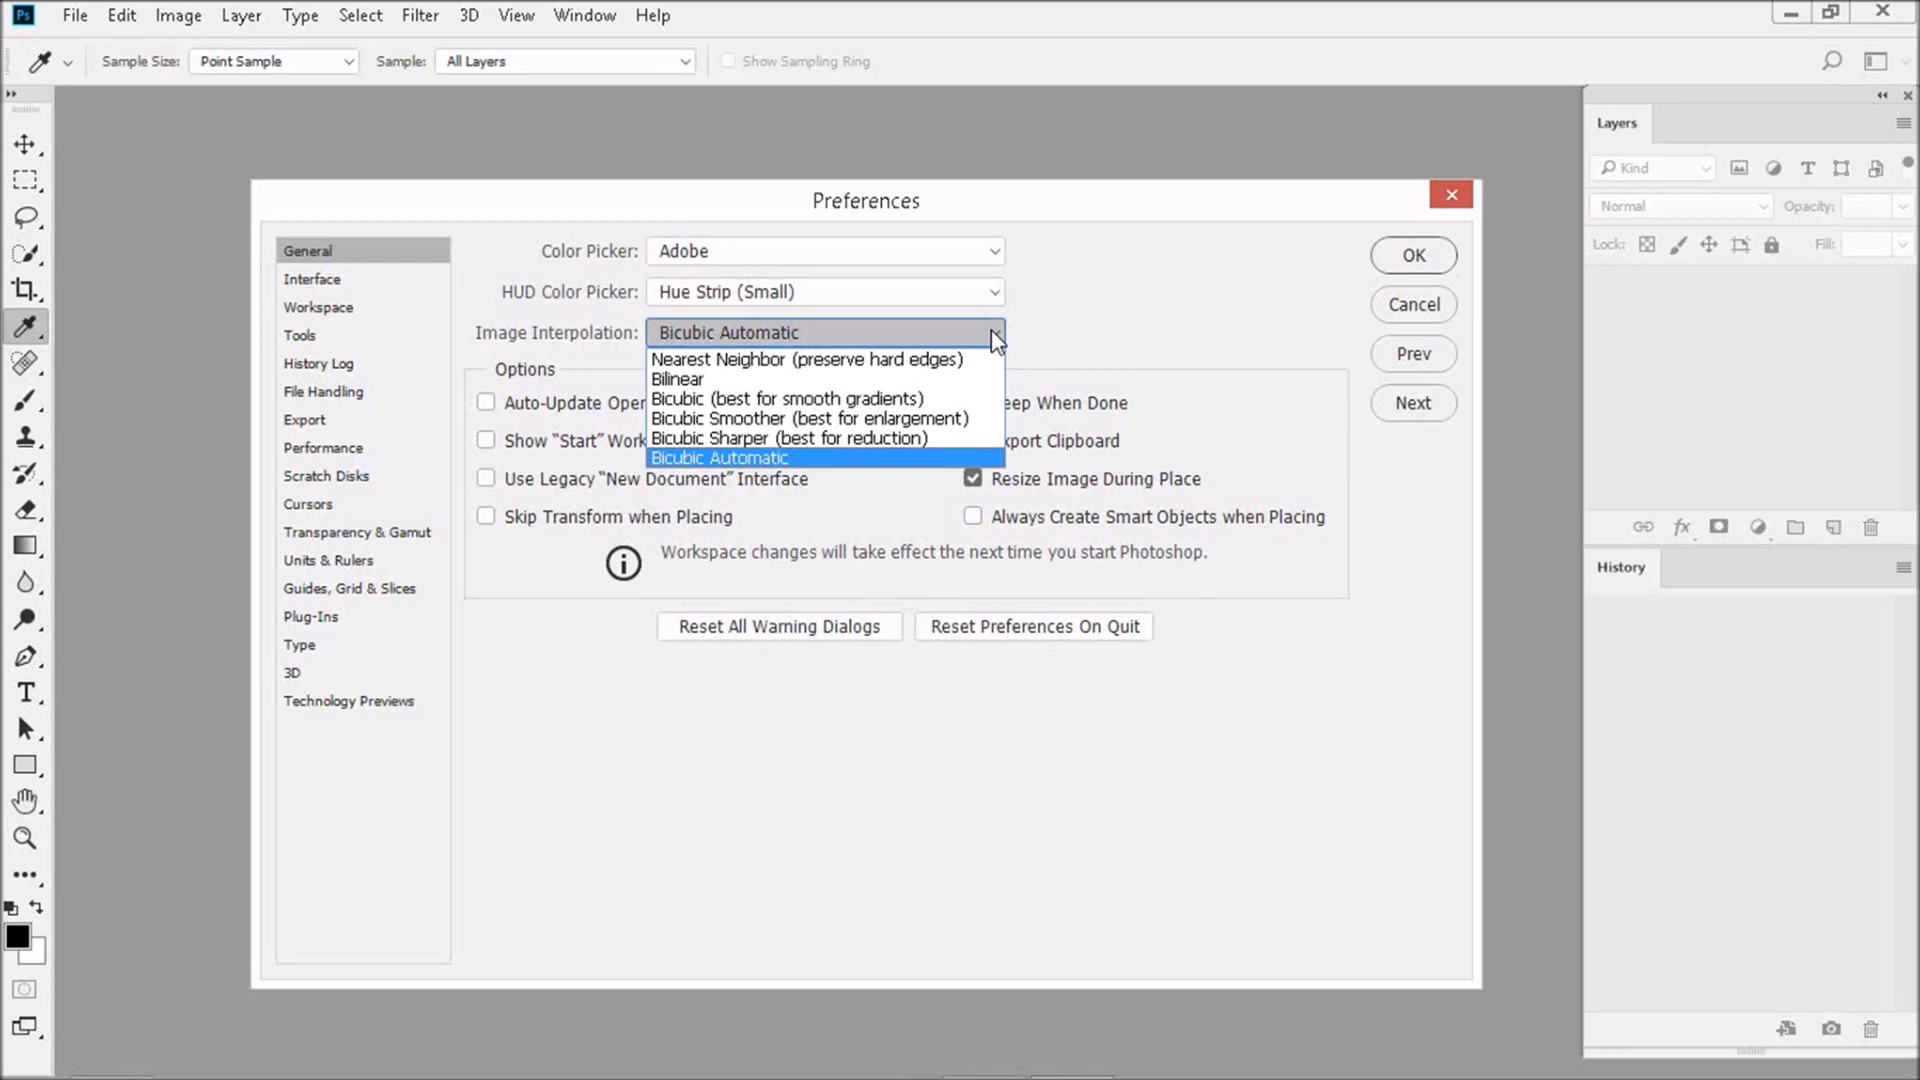 Ps File Edit Image Layer Type Select Filter 3D View Window Help
Sample Size: Point Sample Sample: All Layers Show Sampling Ring
Layers
Kind
Normal Opacity:
Lock: Fill:
History
Preferences
General
Interface
Workspace
Tools
History Log
File Handling
Export
Performance
Scratch Disks
Cursors
Transparency & Gamut
Units & Rulers
Guides, Grid & Slices
Plug-Ins
Type
3D
Technology Previews
Color Picker: Adobe
HUD Color Picker: Hue Strip (Small)
Image Interpolation: Bicubic Automatic
Nearest Neighbor (preserve hard edges)
Bilinear
Bicubic (best for smooth gradients)
Bicubic Smoother (best for enlargement)
Bicubic Sharper (best for reduction)
Bicubic Automatic
Options
Auto-Update When Done
Show "Start" Clipboard
Use Legacy "New Document" Interface Resize Image During Place
Skip Transform when Placing Always Create Smart Objects when Placing
Workspace changes will take effect the next time you start Photoshop.
Reset All Warning Dialogs Reset Preferences On Quit
OK
Cancel
Prev
Next